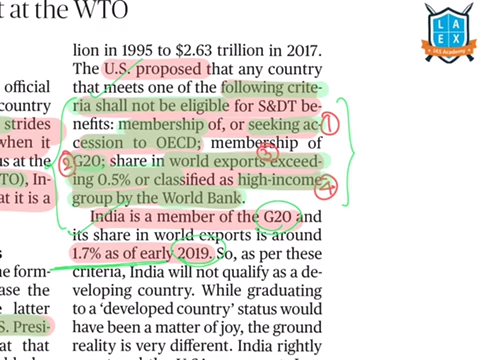 t at the WTO
official
country
strides
when it
us at the
TO), In-
at it is a
s
e form-
ase the
latter
S. Presi-
at that
lion in 1995 to $2.63 trillion in 2017.
The U.S. proposed that any country
that meets one of the following crite-
ria shall not be eligible for S&DT be-
nefits: membership of, or seeking ac- 1
cession to OECD; membership of
2 G20; share in world exports exceed- 3
ing 0.5% or classified as high-income 4
group by the World Bank.
India is a member of the G20 and
its share in world exports is around
1.7% as of early 2019. So, as per these
criteria, India will not qualify as a de-
veloping country. While graduating
to a ‘developed country’ status would
have been a matter of joy, the ground
reality is very different. India rightly
L A
E X
IAS Academy